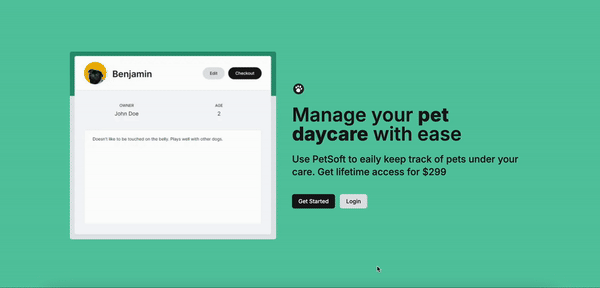 Benjamin
Edit
Checkout
OWNER
AGE
John Doe
2
Doesn't like to be touched on the belly. Plays well with other dogs.
Manage your pet
daycare with ease
Use PetSoft to eaily keep track of pets under your
care. Get lifetime access for $299
Get Started
Login